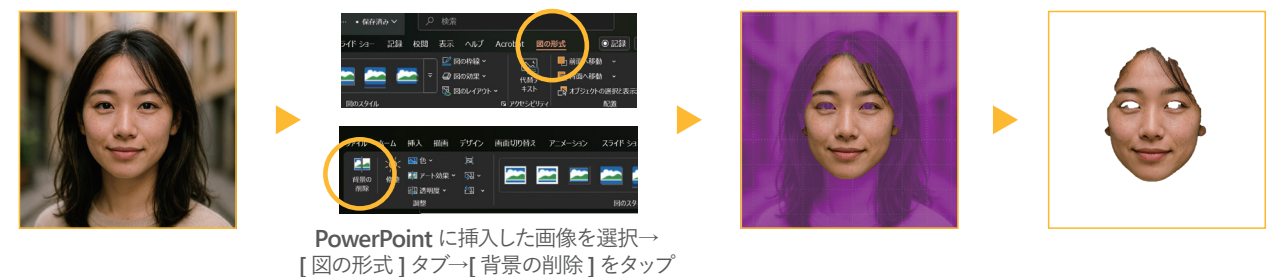 • 保存済み
検索
ライド ショー 記録 校閲 表示 ヘルプ Acrobat 図の形式 記録
図の枠線
図の効果
図のレイアウト
代替テキスト
前面へ移動
背面へ移動
オブジェクトの選択と表示
図のスタイル
アクセシビリティ
配置
ファイル ホーム 挿入 描画 デザイン 画面切り替え アニメーション スライド ショ
背景の
削除
修整
色
アート効果
透明度
調整
図のスタ
PowerPoint に挿入した画像を選択→
[ 図の形式 ] タブ→[ 背景の削除 ] をタップ